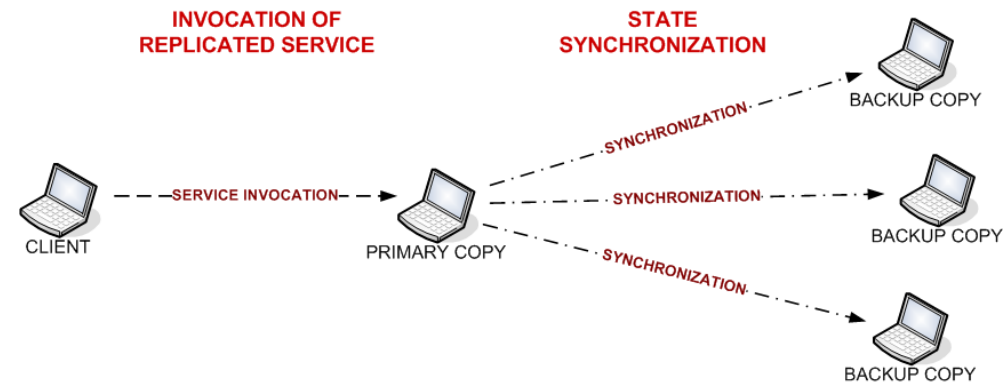 INVOCATION OF
REPLICATED SERVICE
STATE
SYNCHRONIZATION
BACKUP COPY
SYNCHRONIZATION
CLIENT
SERVICE INVOCATION
PRIMARY COPY
SYNCHRONIZATION
BACKUP COPY
SYNCHRONIZATION
BACKUP COPY